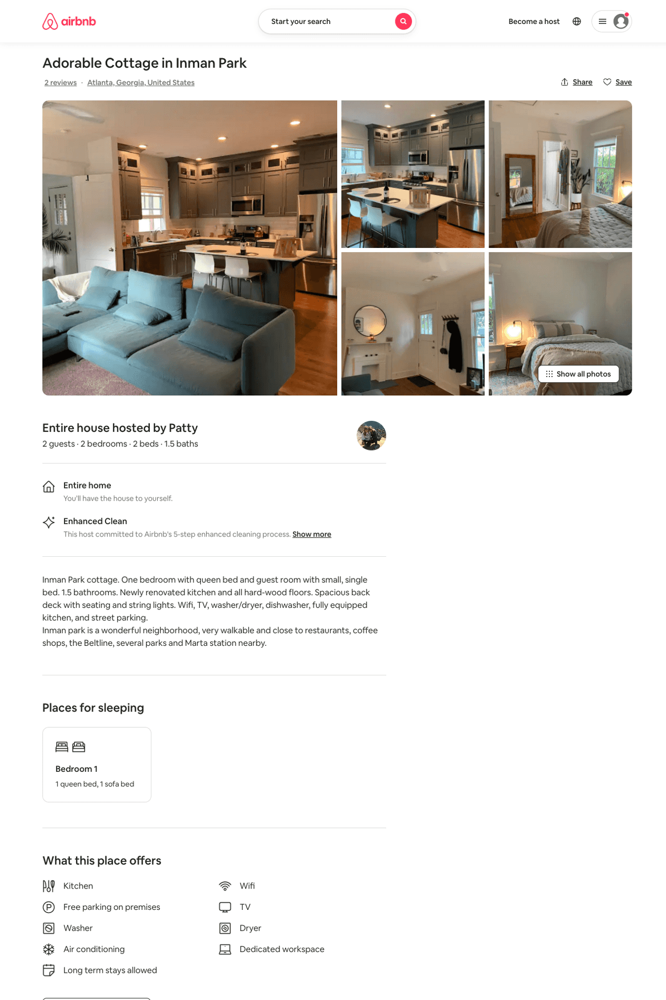 airbnb
Start your search
Become a host
Adorable Cottage in Inman Park
2 reviews · Atlanta, Georgia, United States
Share
Save
Show all photos
Entire house hosted by Patty
2 guests · 2 bedrooms · 2 beds · 1.5 baths
Entire home
You'll have the house to yourself.
Enhanced Clean
This host committed to Airbnb's 5-step enhanced cleaning process. Show more
Inman Park cottage. One bedroom with queen bed and guest room with small, single
bed. 1.5 bathrooms. Newly renovated kitchen and all hard-wood floors. Spacious back
deck with seating and string lights. Wifi, TV, washer/dryer, dishwasher, fully equipped
kitchen, and street parking.
Inman park is a wonderful neighborhood, very walkable and close to restaurants, coffee
shops, the Beltline, several parks and Marta station nearby.
Places for sleeping
Bedroom 1
1 queen bed, 1 sofa bed
What this place offers
Kitchen
Wifi
Free parking on premises
TV
Washer
Dryer
Air conditioning
Dedicated workspace
Long term stays allowed